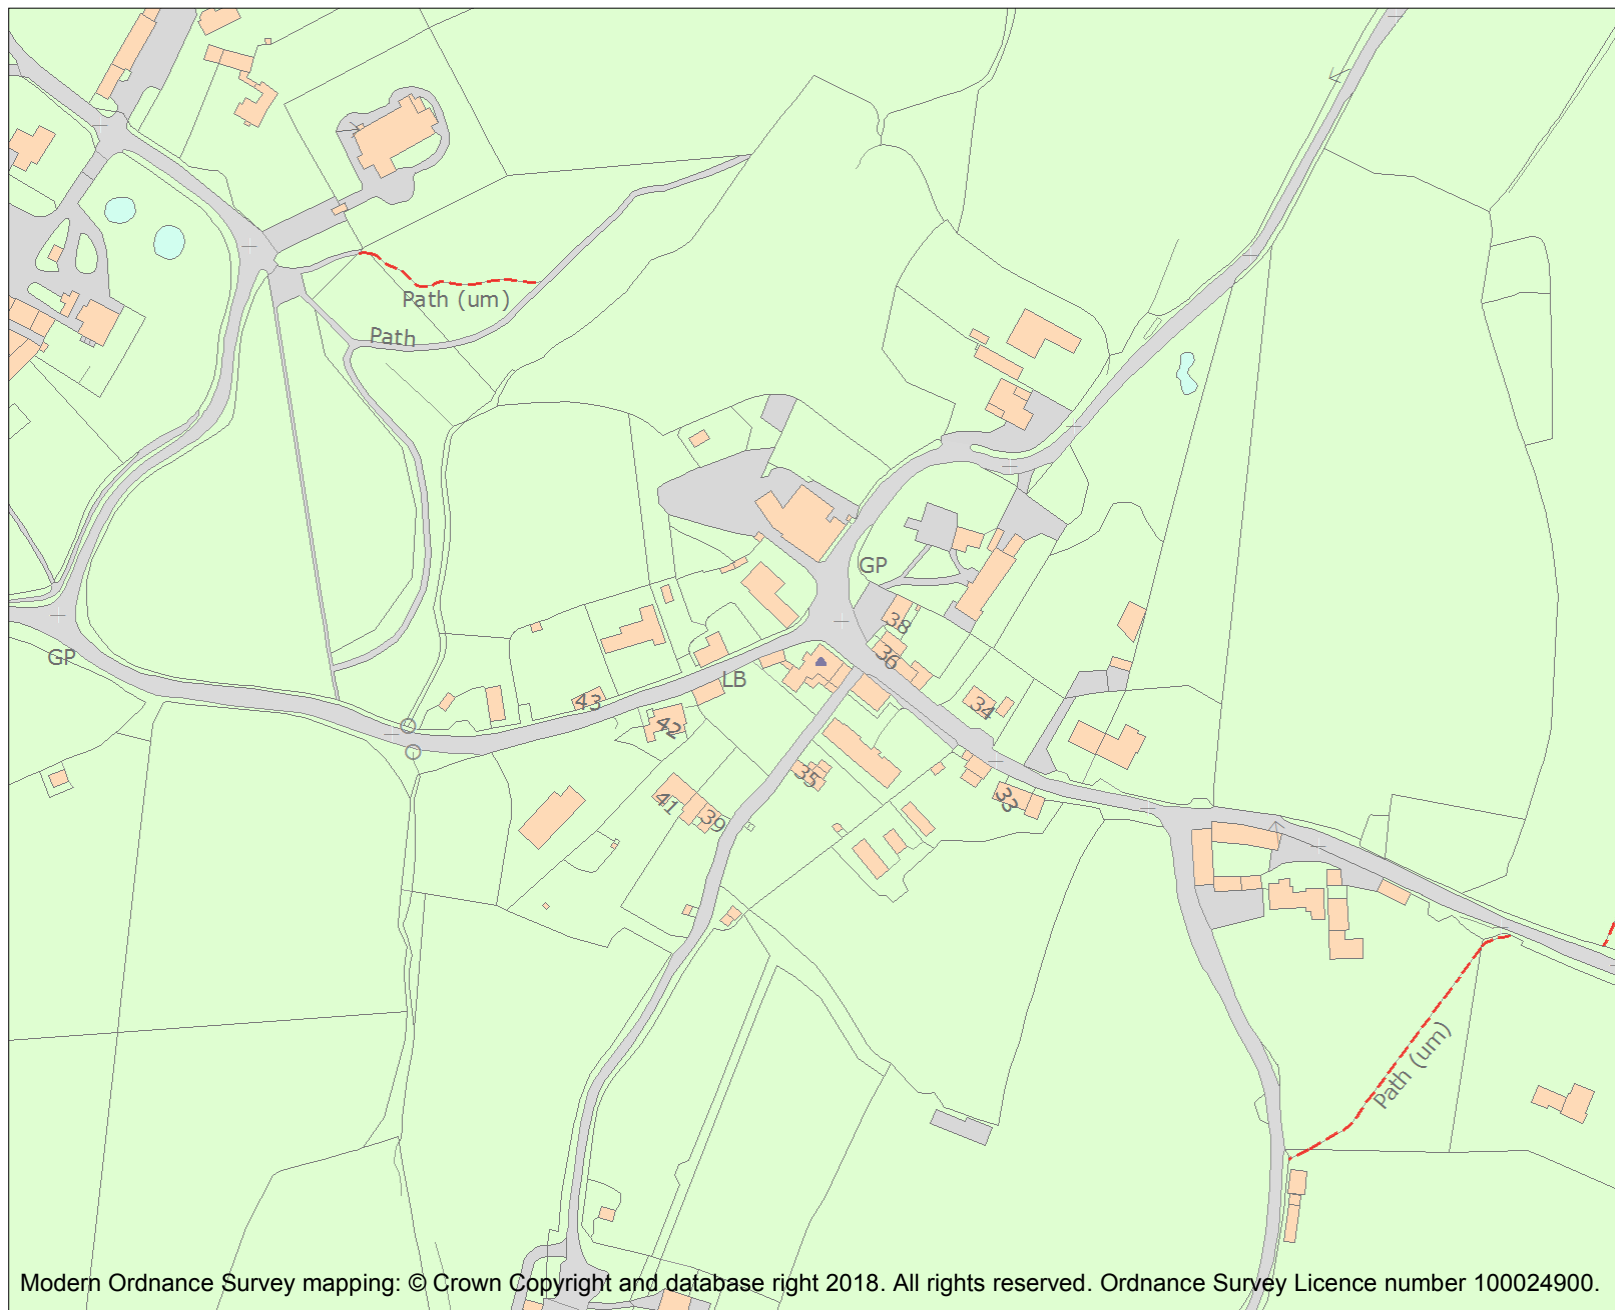 Path (um)
Path
GP
38
36
GP
LB
43
42
34
35
33
41
39
Path (um)
Modern Ordnance Survey mapping: © Crown Copyright and database right 2018. All rights reserved. Ordnance Survey Licence number 100024900.